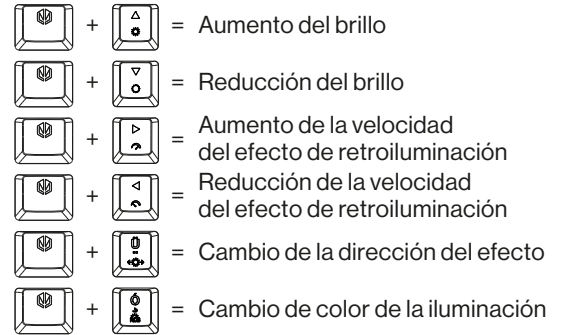 + = Aumento del brillo
+ = Reducción del brillo
+ = Aumento de la velocidad
del efecto de retroiluminación
+ = Reducción de la velocidad
del efecto de retroiluminación
+ Ü = Cambio de la dirección del efecto
+ Ó = Cambio de color de la iluminación